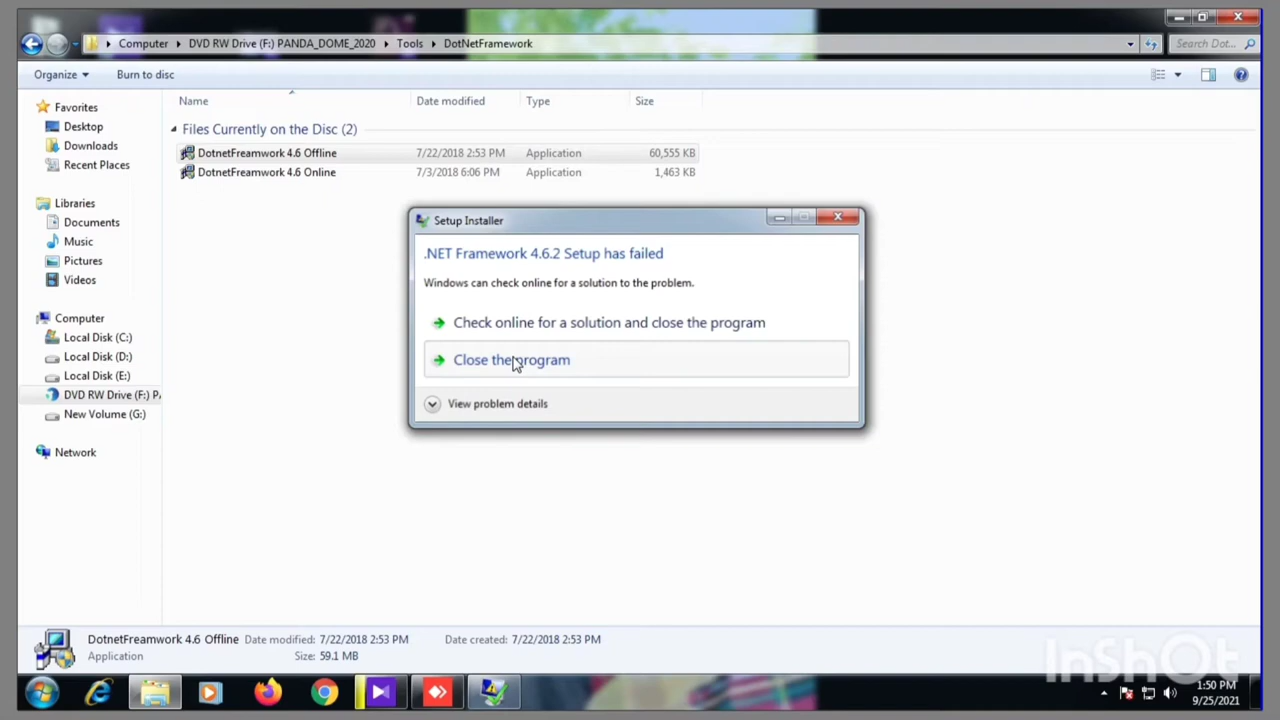 Computer
DVD RW Drive (F:) PANDA_DOME_2020
Tools
DotNetFramework
Search Dot...
Organize
Burn to disc
Favorites
Desktop
Downloads
Recent Places
Libraries
Documents
Music
Pictures
Videos
Computer
Local Disk (C:)
Local Disk (D:)
Local Disk (E:)
DVD RW Drive (F:) P
New Volume (G:)
Network
Name Date modified Type Size
Files Currently on the Disc (2)
DotnetFreamwork 4.6 Offline 7/22/2018 2:53 PM Application 60,555 KB
DotnetFreamwork 4.6 Online 7/3/2018 6:06 PM Application 1,463 KB
Setup Installer
.NET Framework 4.6.2 Setup has failed
Windows can check online for a solution to the problem.
Check online for a solution and close the program
Close the program
View problem details
DotnetFreamwork 4.6 Offline Date modified: 7/22/2018 2:53 PM Date created: 7/22/2018 2:53 PM
Application Size: 59.1 MB
InShOt
1:50 PM
9/25/2021